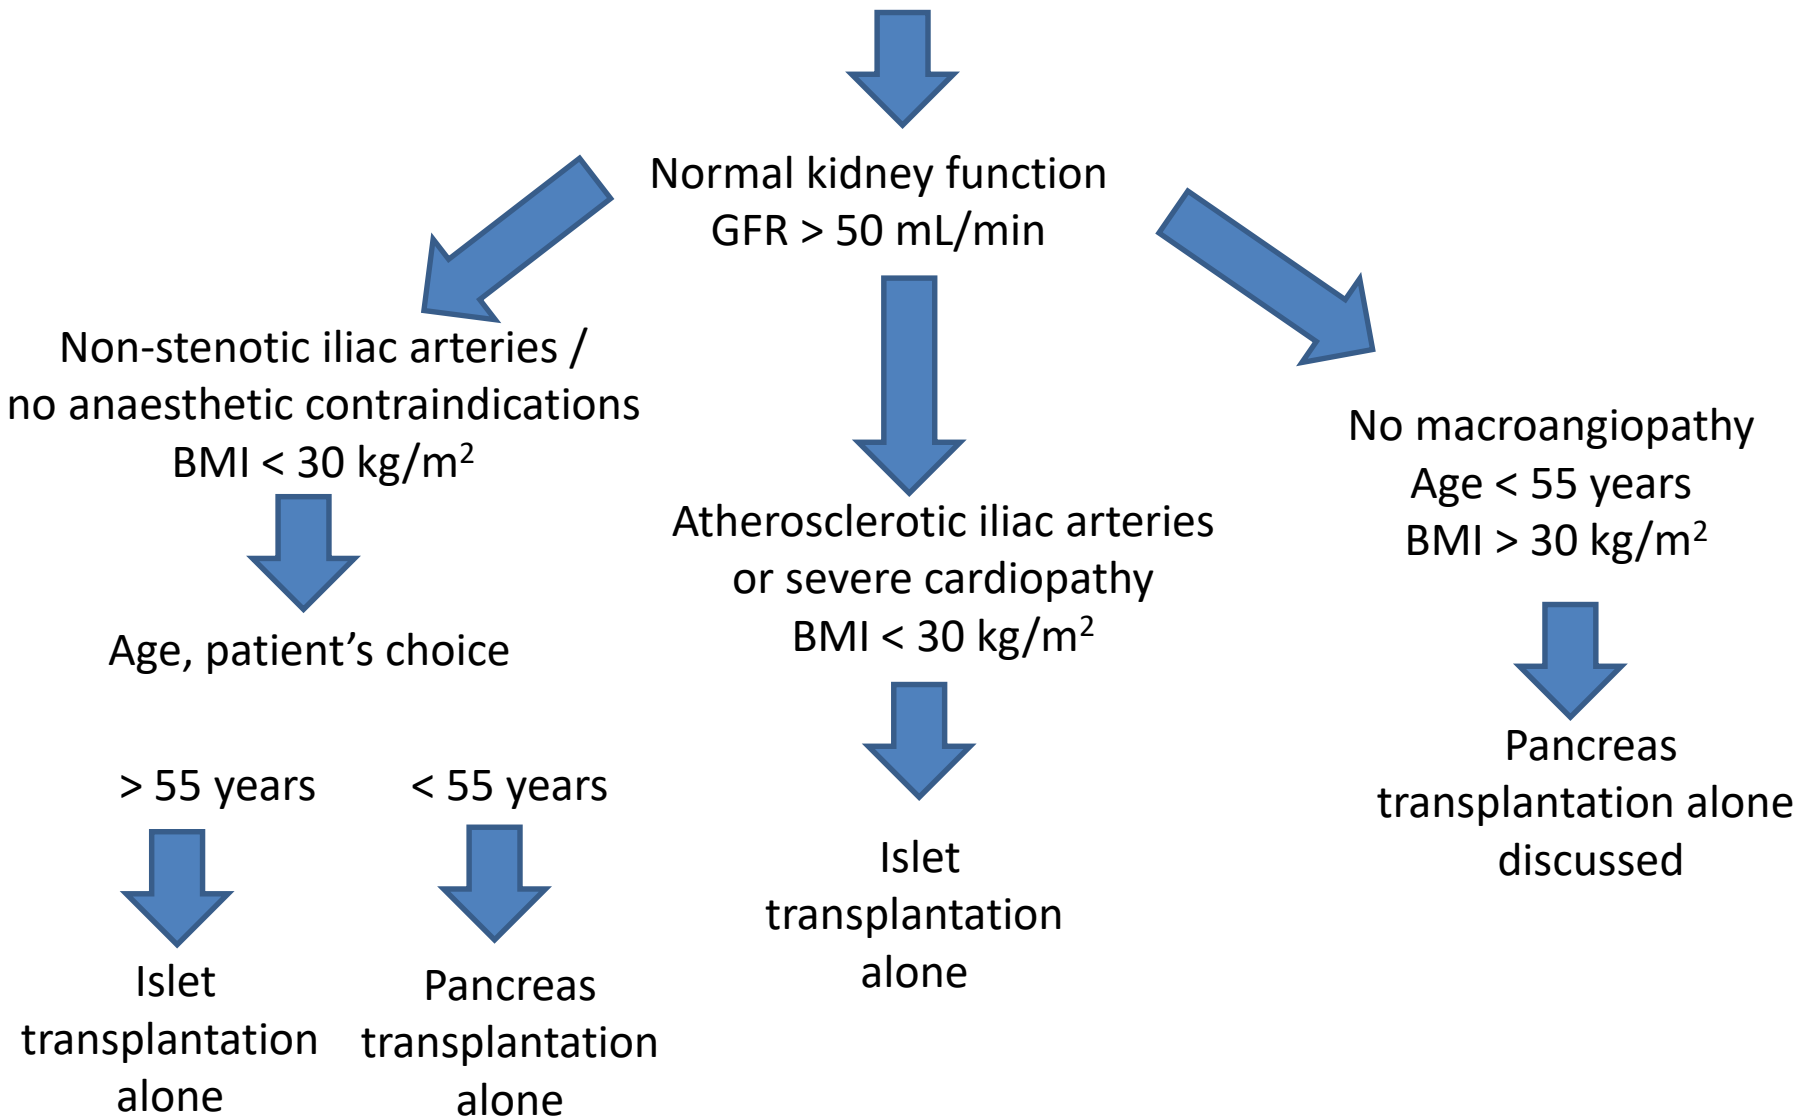 Normal kidney function
GFR > 50 mL/min
Non-stenotic iliac arteries /
no anaesthetic contraindications
BMI < 30 kg/m²
Age, patient’s choice
> 55 years
< 55 years
Islet
transplantation
alone
Pancreas
transplantation
alone
Atherosclerotic iliac arteries
or severe cardiopathy
BMI < 30 kg/m²
Islet
transplantation
alone
No macroangiopathy
Age < 55 years
BMI > 30 kg/m²
Pancreas
transplantation alone
discussed